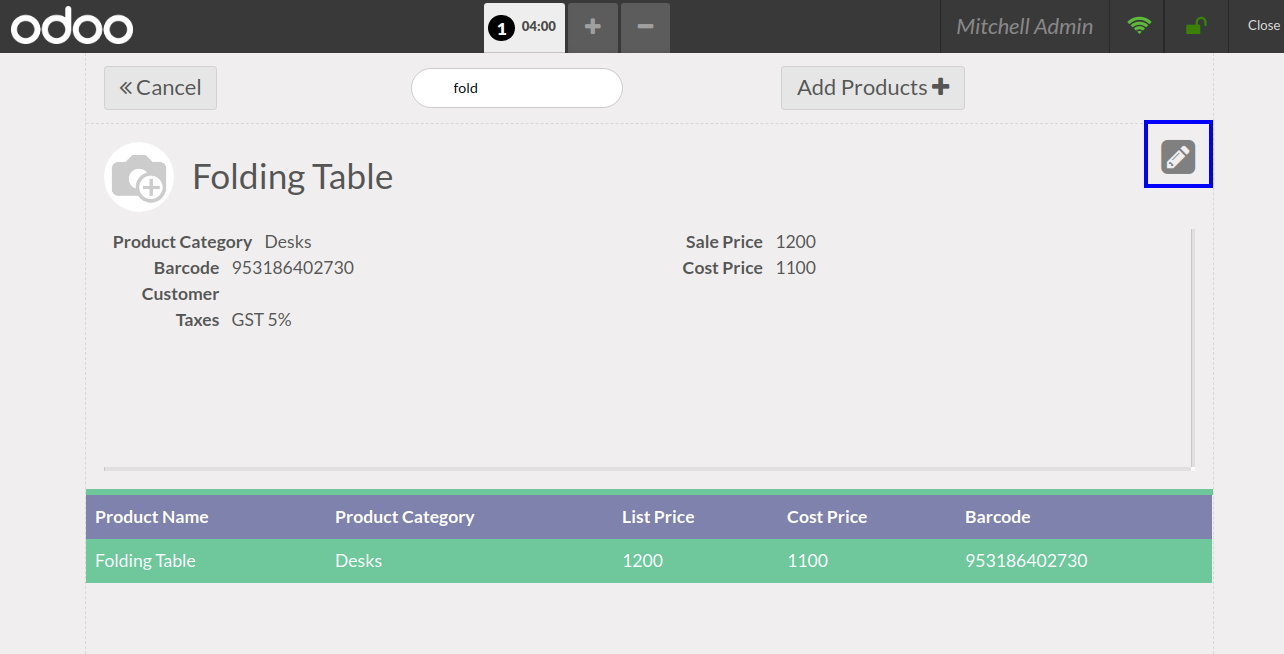 odoo 1 04:00 Mitchell Admin Close
Cancel fold Add Products
Folding Table
Product Category Desks Sale Price 1200
Barcode 953186402730 Cost Price 1100
Customer
Taxes GST 5%
Product Name Product Category List Price Cost Price Barcode
Folding Table Desks 1200 1100 953186402730